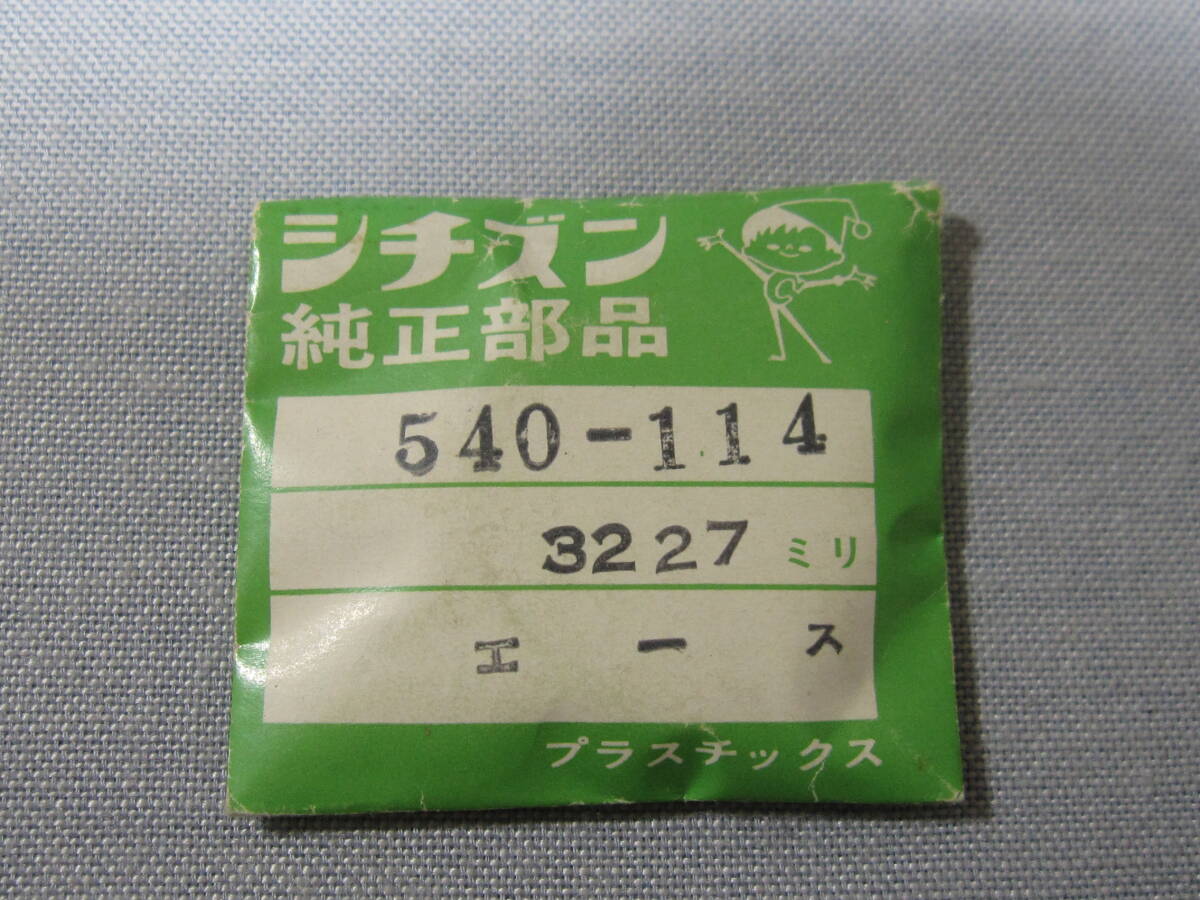 シチズン
純正部品
540-114
3227 ミリ
エース
プラスチックス